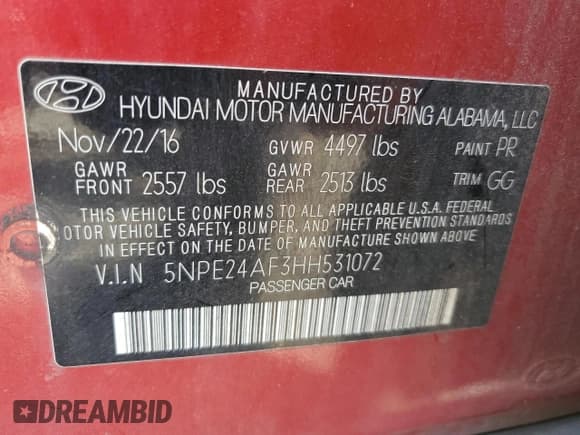 MANUFACTURED BY
HYUNDAI MOTOR MANUFACTURING ALABAMA, LLC
Nov/22/16 GVWR 4497 lbs PAINT PR
GAWR FRONT 2557 lbs GAWR REAR 2513 lbs TRIM GG
THIS VEHICLE CONFORMS TO ALL APPLICABLE U.S.A. FEDERAL
MOTOR VEHICLE SAFETY, BUMPER, AND THEFT PREVENTION STANDARDS
IN EFFECT ON THE DATE OF MANUFACTURE SHOWN ABOVE.
V.I.N 5NPE24AF3HH531072
PASSENGER CAR
DREAMBID